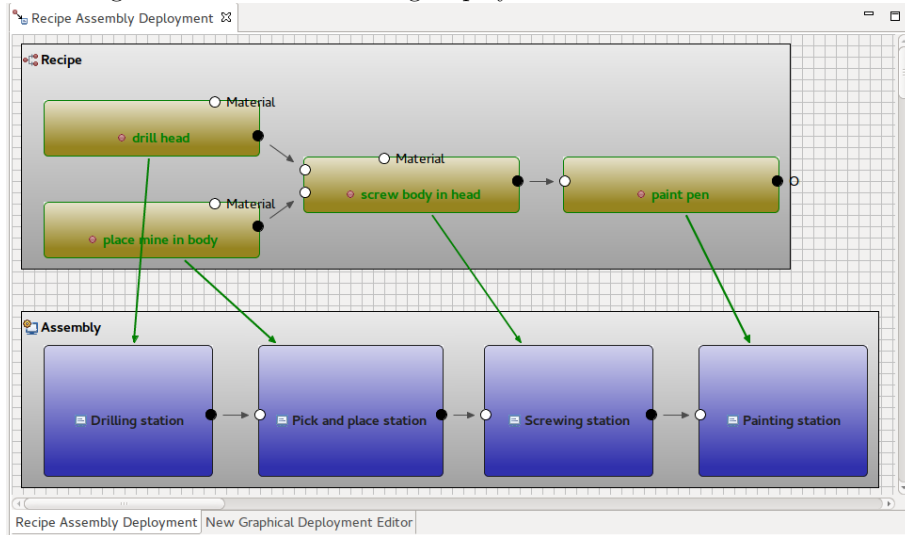 Recipe Assembly Deployment
Recipe
Material
drill head
Material
screw body in head
paint pen
Material
place mine in body
Assembly
Drilling station
Pick and place station
Screwing station
Painting station
Recipe Assembly Deployment
New Graphical Deployment Editor